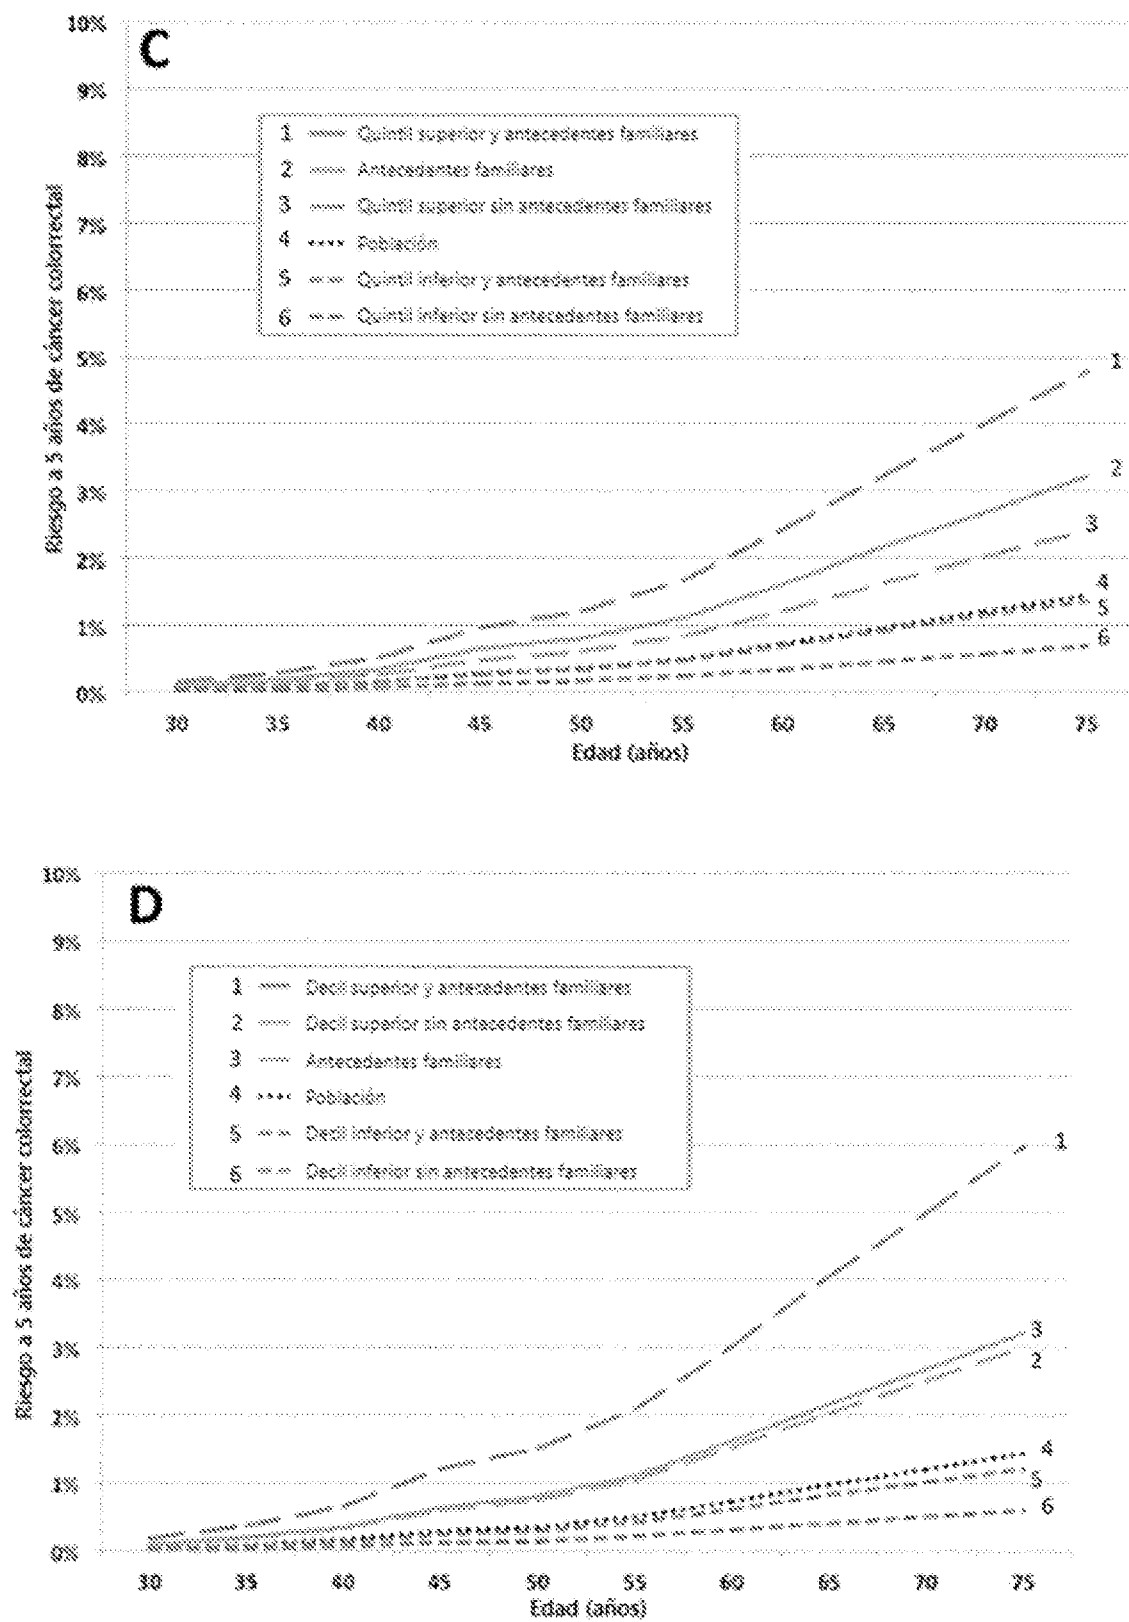 C
10%
9%
8%
7%
6%
5%
4%
3%
2%
1%
0%
Riesgo a 5 años de cáncer colorrectal
1 Quintil superior y antecedentes familiares
2 Antecedentes familiares
3 Quintil superior sin antecedentes familiares
4 Población
5 Quintil inferior y antecedentes familiares
6 Quintil inferior sin antecedentes familiares
1
2
3
4
5
6
30 35 40 45 50 55 60 65 70 75
Edad (años)
D
10%
9%
8%
7%
6%
5%
4%
3%
2%
1%
0%
Riesgo a 5 años de cáncer colorrectal
1 Decil superior y antecedentes familiares
2 Decil superior sin antecedentes familiares
3 Antecedentes familiares
4 Población
5 Decil inferior y antecedentes familiares
6 Decil inferior sin antecedentes familiares
1
3
2
4
5
6
30 35 40 45 50 55 60 65 70 75
Edad (años)